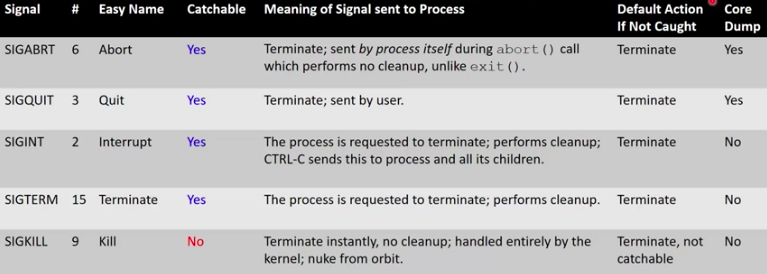 Signal # Easy Name Catchable Meaning of Signal sent to Process Default Action If Not Caught Core Dump
SIGABRT 6 Abort Yes Terminate; sent by process itself during abort() call Terminate Yes
which performs no cleanup, unlike exit().
SIGQUIT 3 Quit Yes Terminate; sent by user. Terminate Yes
SIGINT 2 Interrupt Yes The process is requested to terminate; performs cleanup; Terminate No
CTRL-C sends this to process and all its children.
SIGTERM 15 Terminate Yes The process is requested to terminate; performs cleanup. Terminate No
SIGKILL 9 Kill No Terminate instantly, no cleanup; handled entirely by the Terminate, not No
kernel; nuke from orbit. catchable